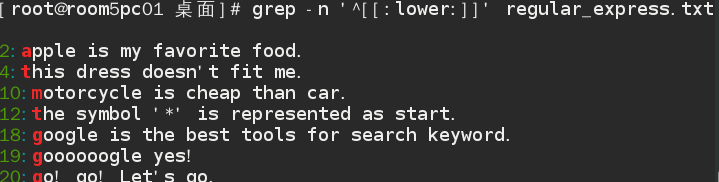 [root@room5pc01 桌面]# grep -n '^[[:lower:]]' regular_express.txt
2:apple is my favorite food.
4:this dress doesn't fit me.
10:motorcycle is cheap than car.
12:the symbol '*' is represented as start.
18:google is the best tools for search keyword.
19:goooooogle yes!
20:go! go! Let's go.